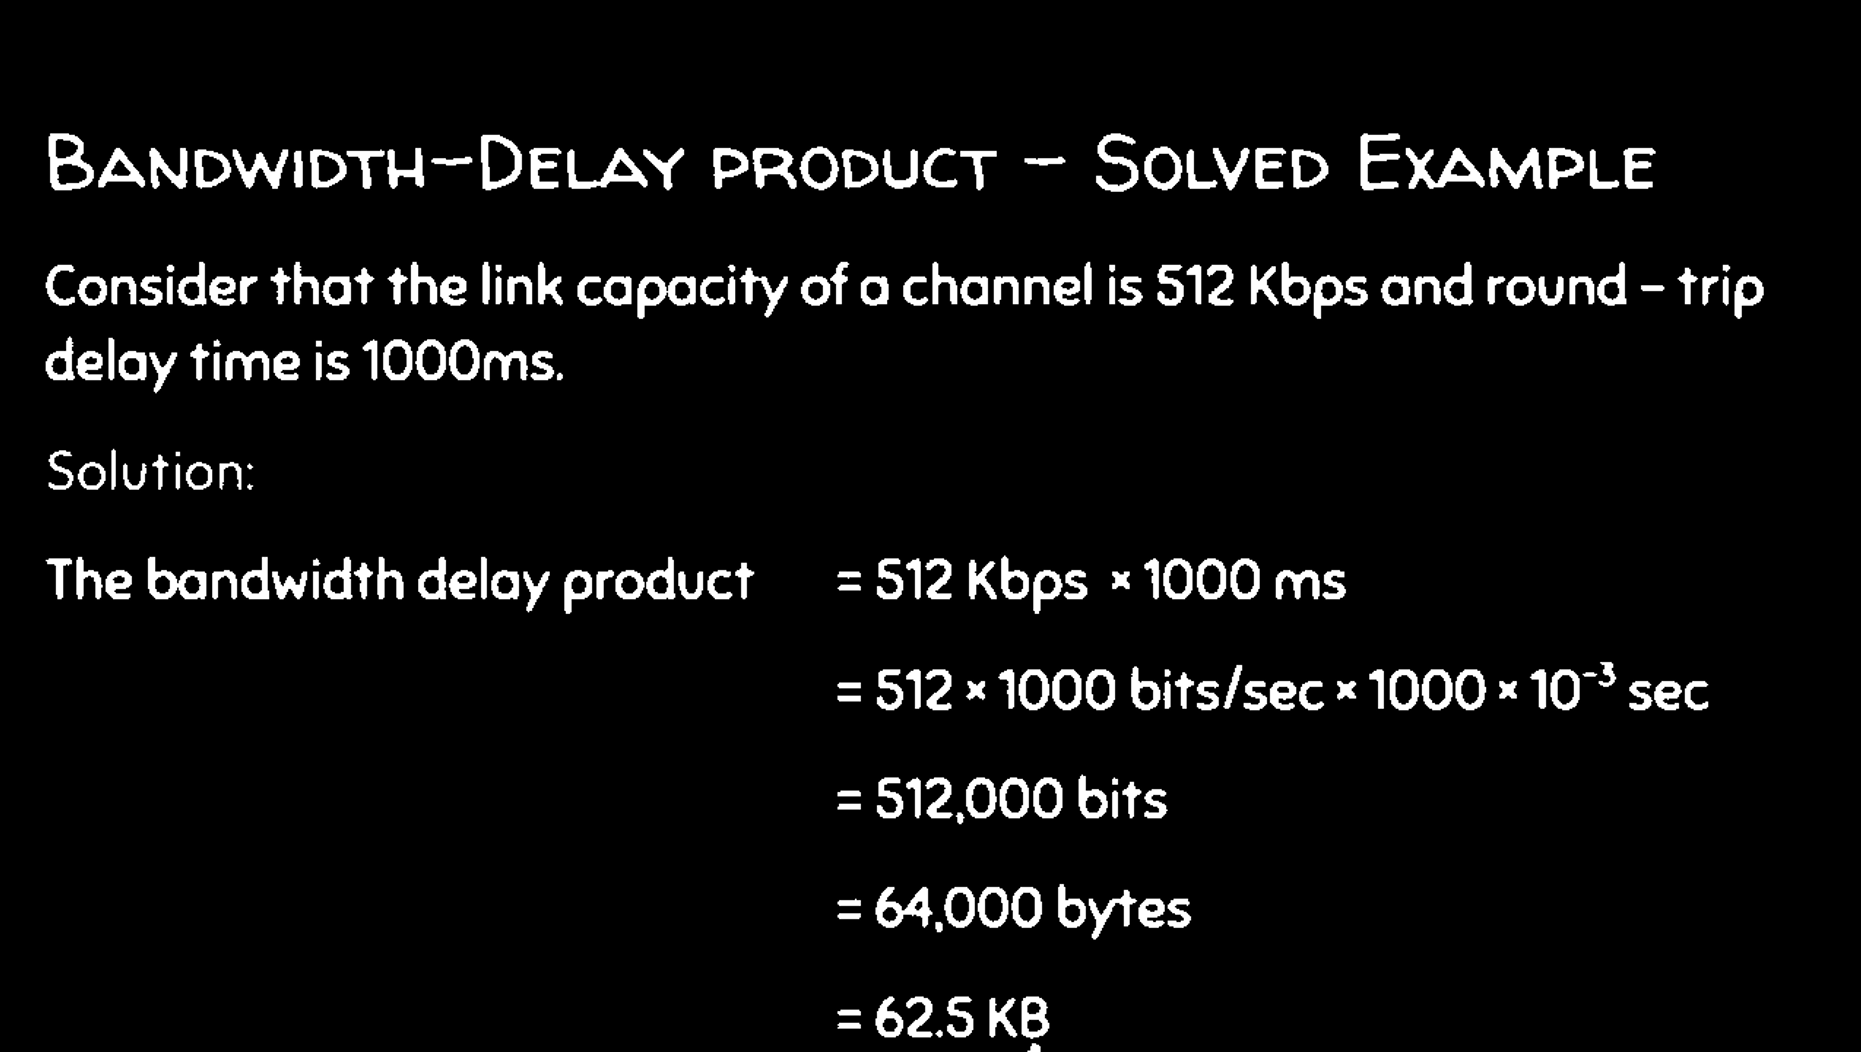 Bandwidth-Delay product - Solved Example
Consider that the link capacity of a channel is 512 Kbps and round - trip
delay time is 1000ms.
Solution:
The bandwidth delay product = 512 Kbps × 1000 ms
= 512 × 1000 bits/sec × 1000 × 10⁻³ sec
= 512,000 bits
= 64,000 bytes
= 62.5 KB